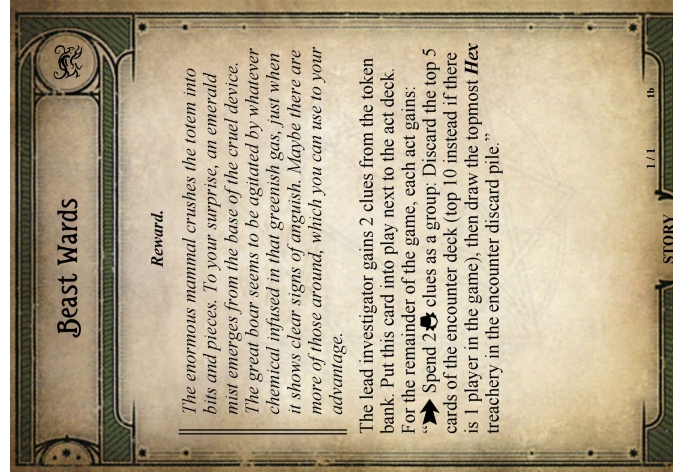 Beast Wards
Reward.
The enormous mammal crushes the totem into
bits and pieces. To your surprise, an emerald
mist emerges from the base of the cruel device.
The great boar seems to be agitated by whatever
chemical infused in that greenish gas, just when
it shows clear signs of anguish. Maybe there are
more of those around, which you can use to your
advantage.
The lead investigator gains 2 clues from the token
bank. Put this card into play next to the act deck.
For the remainder of the game, each act gains:
“ Spend 2 clues as a group: Discard the top 5
cards of the encounter deck (top 10 instead if there
is 1 player in the game), then draw the topmost Hex
treachery in the encounter discard pile.”
1 / 1
1b
STORY